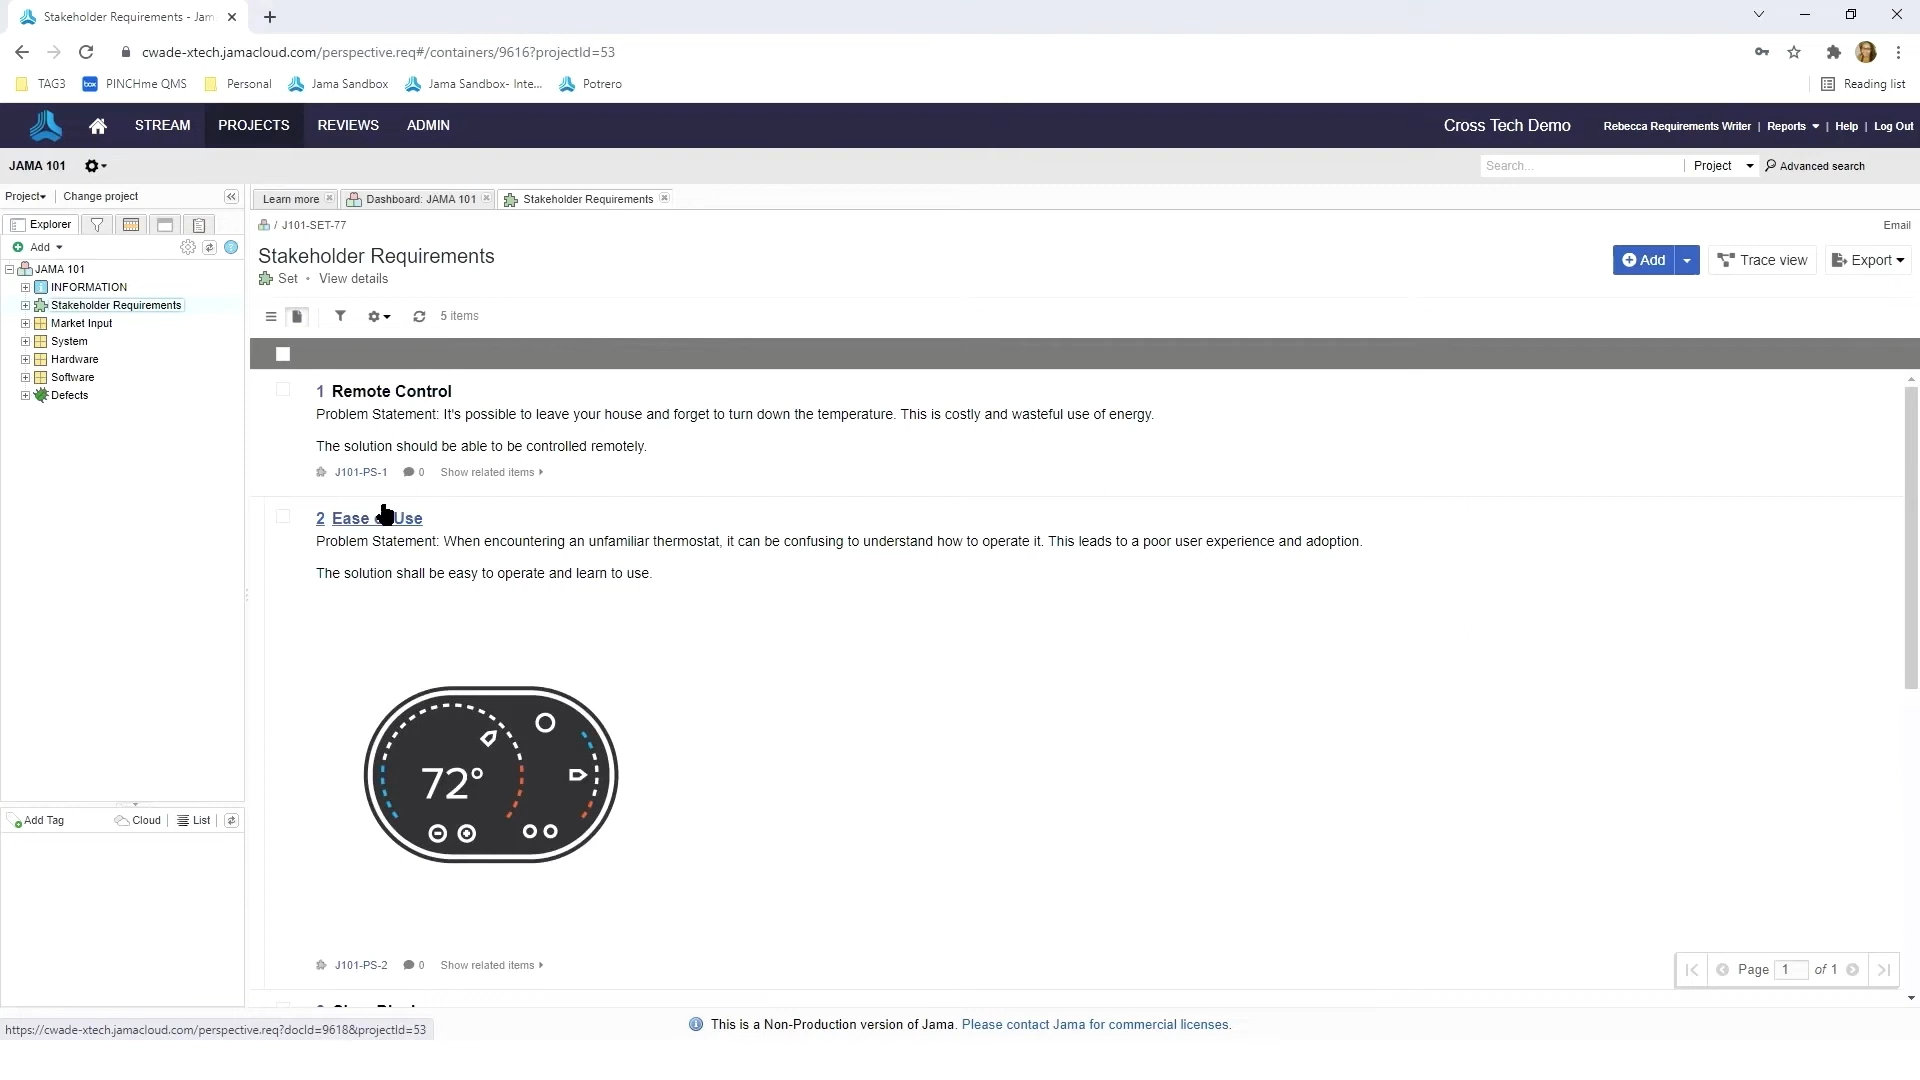 Stakeholder Requirements - Jam
cwade-xtech.jamacloud.com/perspective.req#/containers/9616?projectId=53
TAG3 box PINCHme QMS Personal Jama Sandbox Jama Sandbox- Inte... Potrero Reading list
STREAM PROJECTS REVIEWS ADMIN Cross Tech Demo Rebecca Requirements Writer | Reports | Help | Log Out
JAMA 101 Search... Project Advanced search
Project Change project Learn more Dashboard: JAMA 101 Stakeholder Requirements
Explorer / J101-SET-77 Email
Add
Stakeholder Requirements Add Trace view Export
Set • View details
JAMA 101
INFORMATION
Stakeholder Requirements
Market Input
System
Hardware
Software
Defects
5 items
1 Remote Control
Problem Statement: It's possible to leave your house and forget to turn down the temperature. This is costly and wasteful use of energy.
The solution should be able to be controlled remotely.
J101-PS-1 0 Show related items
2 Ease Use
Problem Statement: When encountering an unfamiliar thermostat, it can be confusing to understand how to operate it. This leads to a poor user experience and adoption.
The solution shall be easy to operate and learn to use.
72°
Add Tag Cloud List
J101-PS-2 0 Show related items
Page 1 of 1
https://cwade-xtech.jamacloud.com/perspective.req?docId=9618&projectId=53
This is a Non-Production version of Jama. Please contact Jama for commercial licenses.